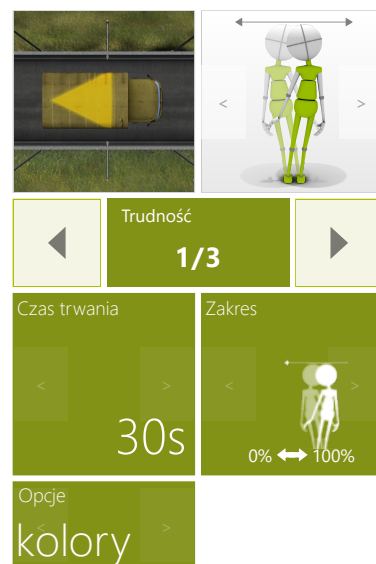 < >
Trudność
1/3
Czas trwania
< >
30s
Zakres
< >
0% 100%
Opcje
< >
kolory